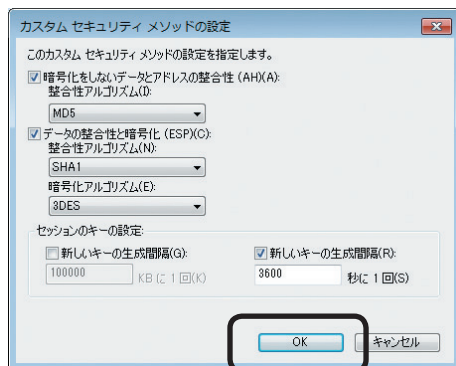 カスタム セキュリティ メソッドの設定
このカスタム セキュリティ メソッドの設定を指定します。
暗号化をしないデータとアドレスの整合性 (AH)(A):
整合性アルゴリズム(I):
MD5
データの整合性と暗号化 (ESP)(C):
整合性アルゴリズム(N):
SHA1
暗号化アルゴリズム(E):
3DES
セッションのキーの設定:
新しいキーの生成間隔(G): 新しいキーの生成間隔(R):
100000 KB に 1 回(K) 3600 秒に 1 回(S)
OK キャンセル